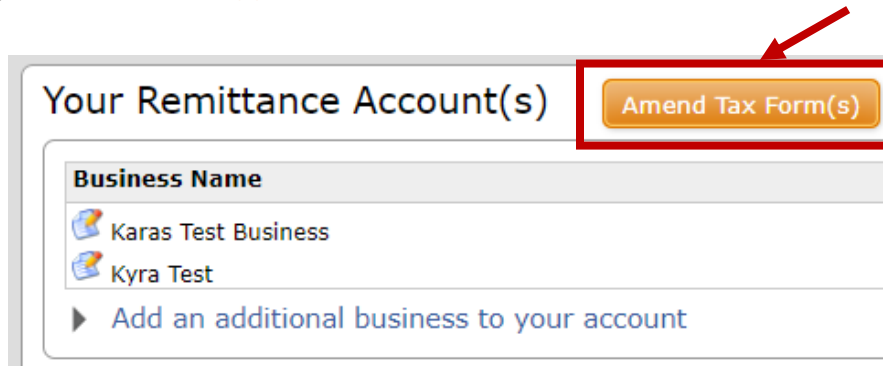 Your Remittance Account(s) Amend Tax Form(s)
Business Name
Karas Test Business
Kyra Test
Add an additional business to your account